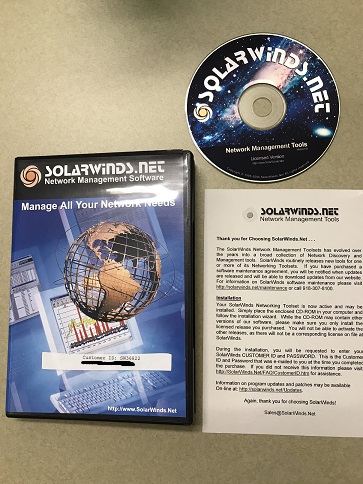 SOLARWINDS.NET
Network Management Tools
Licensed Version
SOLARWINDS.NET
Network Management Software
Manage All Your Network Needs
Customer ID: SW36822
http://www.SolarWinds.Net
SOLARWINDS.NET
Network Management Tools
Thank you for Choosing SolarWinds.Net . . .
The SolarWinds Network Management Toolsets has evolved over
the years into a broad collection of Network Discovery and
Management tools. SolarWinds routinely releases new tools for one
or more of its Networking Toolsets. If you have purchased a
software maintenance agreement, you will be notified when updates
are released and will be able to download updates from our website.
For information on SolarWinds software maintenance please visit
http://solarwinds.net/maintenance or call 918-307-8100.
Installation
Your SolarWinds Networking Toolset is now active and may be
installed. Simply place the enclosed CD-ROM in your computer and
follow the installation wizard. While the CD-ROM may contain other
versions of our software, please make sure you only install the
licensed release you purchased. You will not be able to activate the
other releases, as there will not be a corresponding license on file at
SolarWinds.
During the installation, you will be requested to enter your
SolarWinds CUSTOMER ID and PASSWORD. This is the Customer
ID and Password that was e-mailed to you at the time you completed
the purchase. If you did not receive this information please visit
http://SolarWinds.Net/FAQ/CustomerID.htm for assistance.
Information on program updates and patches may be available
On-line at: http://solarwinds.net/Updates.
Again, thank you for choosing SolarWinds!
Sales@SolarWinds.Net